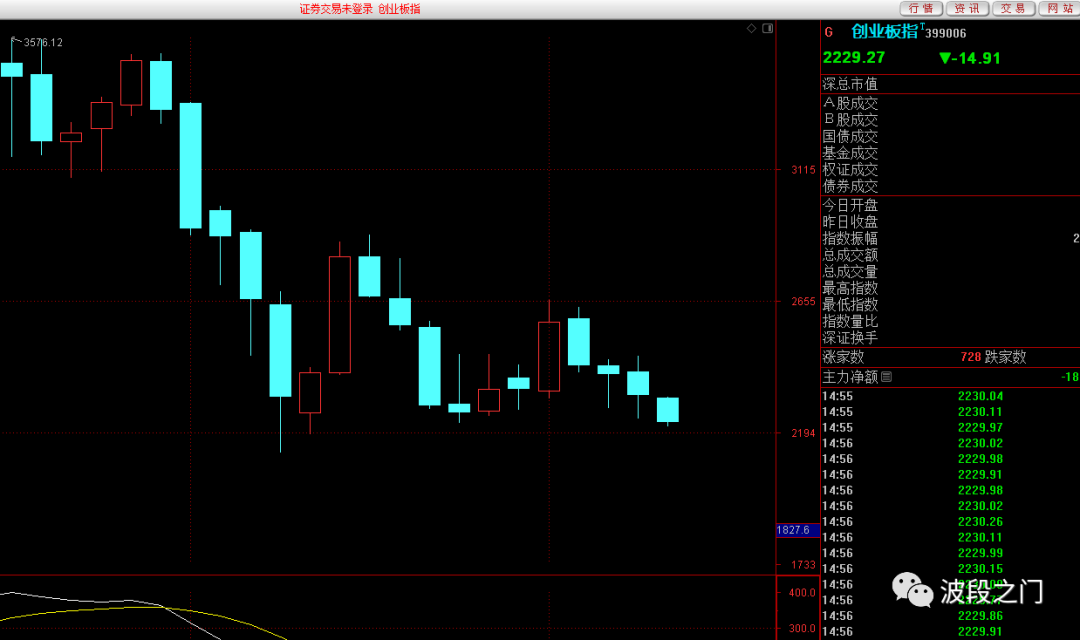 证券交易未登录 创业板指
行情 资讯 交易 网站
3576.12
3115
2655
2194
1827.6
1733
400.0
300.0
G 创业板指 T 399006
2229.27 ▼-14.91
深总市值
A股成交
B股成交
国债成交
基金成交
权证成交
债券成交
今日开盘
昨日收盘
指数振幅 2
总成交额
总成交量
最高指数
最低指数
指数量比
深证换手
涨家数 728 跌家数
主力净额 -18
14:55 2230.04
14:55 2230.11
14:55 2229.97
14:56 2230.02
14:56 2229.98
14:56 2229.91
14:56 2229.98
14:56 2230.02
14:56 2230.26
14:56 2230.11
14:56 2229.99
14:56 2230.15
14:56
14:56
14:56 2229.86
14:56 2229.91
波段之门